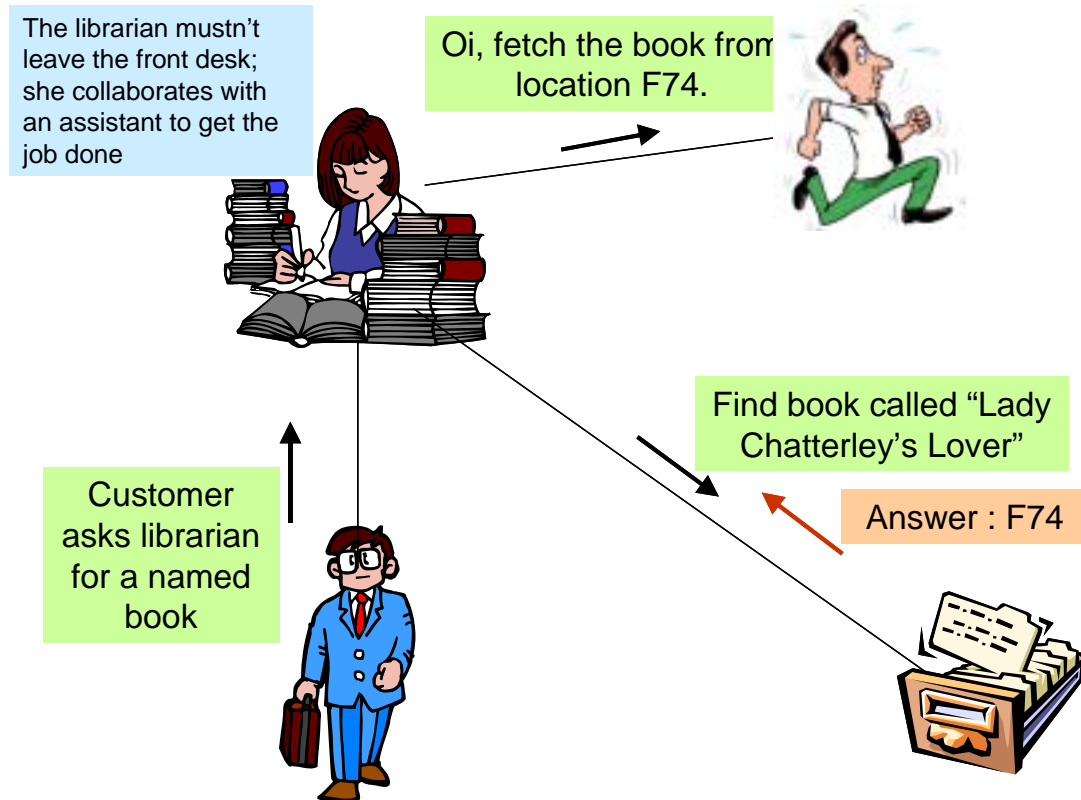 The librarian mustn’t
leave the front desk;
she collaborates with
an assistant to get the
job done
Oi, fetch the book from
location F74.
Find book called “Lady
Chatterley’s Lover”
Answer : F74
Customer
asks librarian
for a named
book